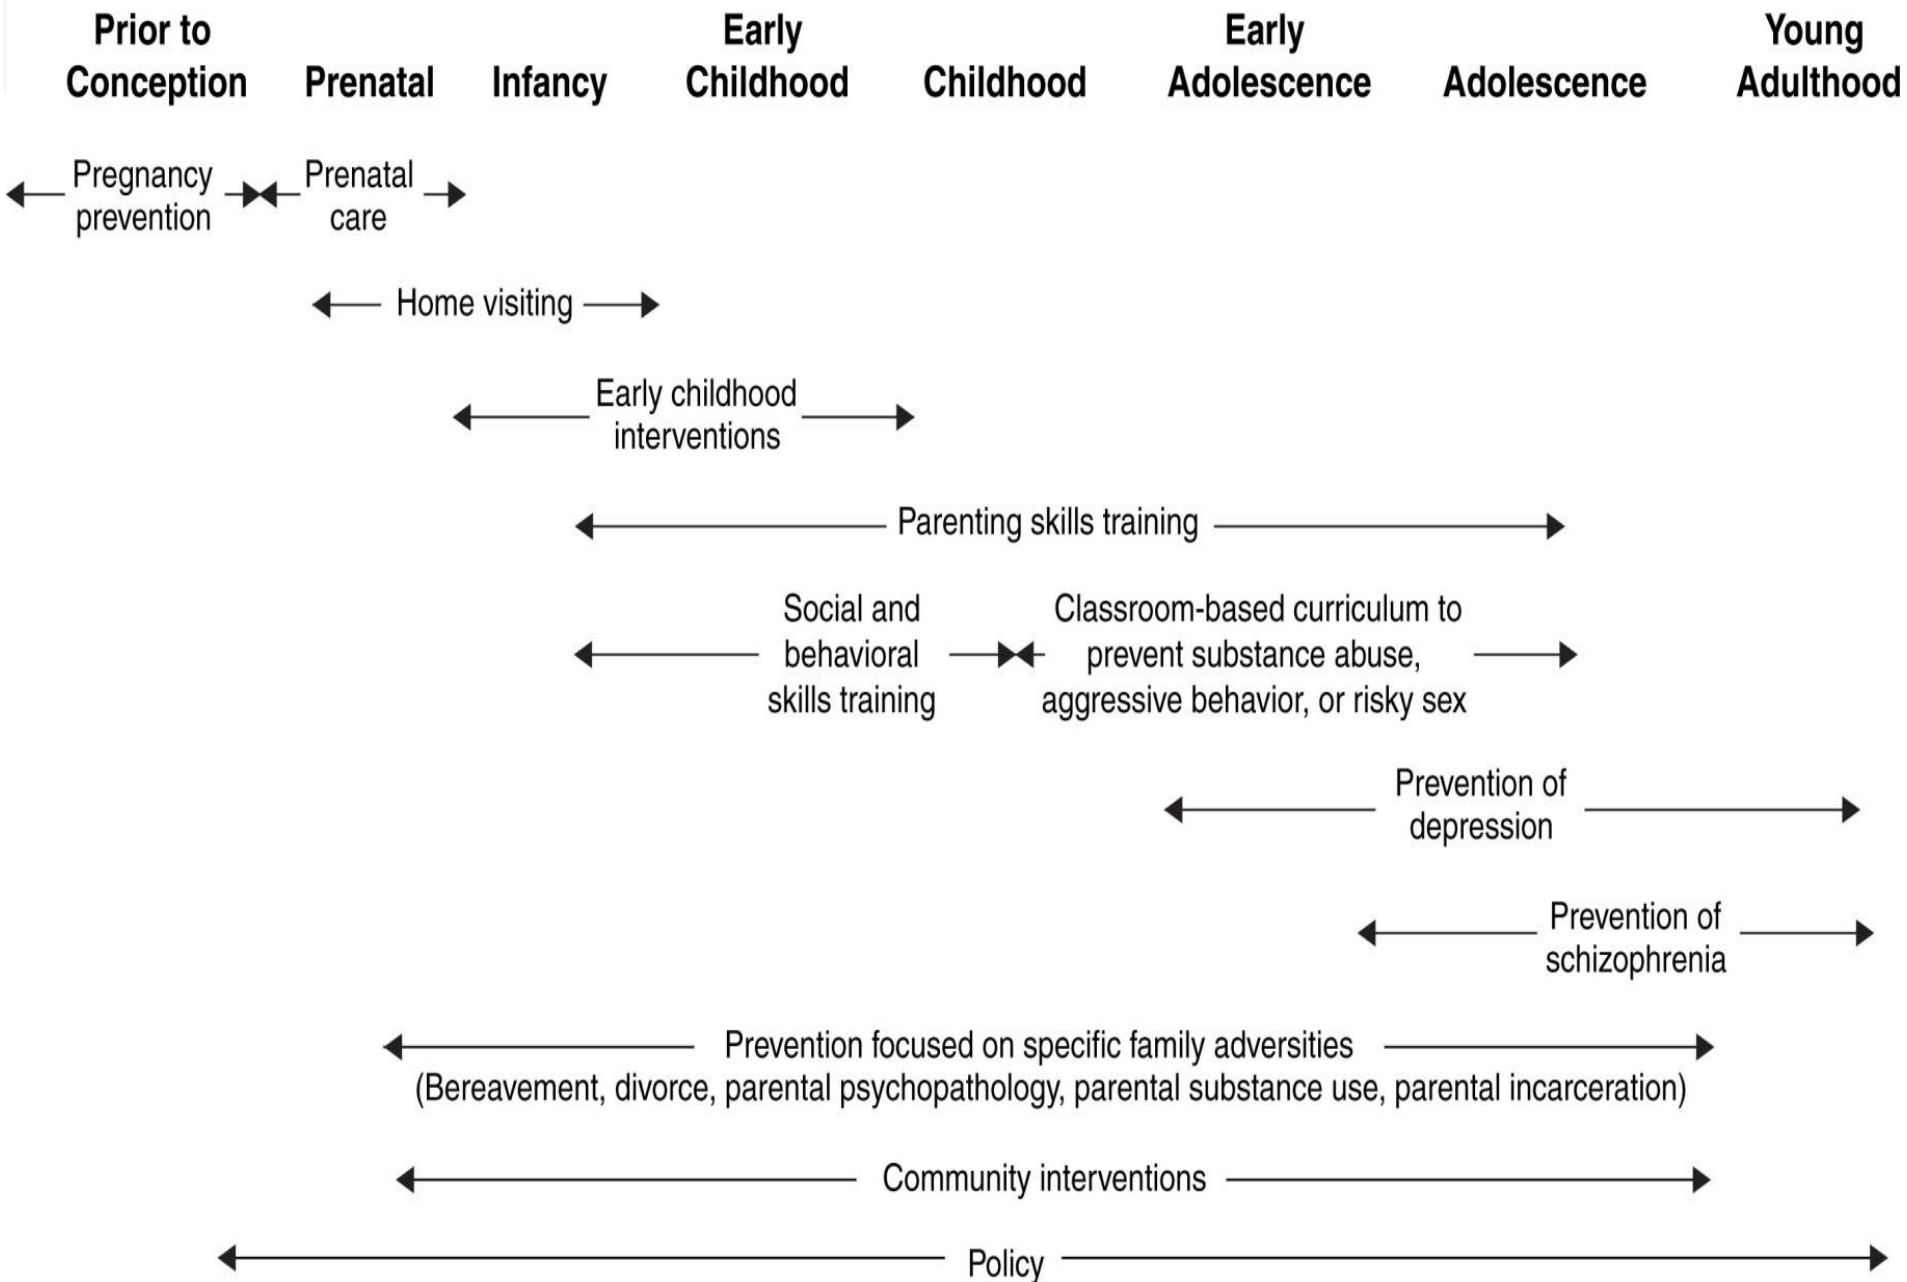 Prior to
Conception
Prenatal
Infancy
Early
Childhood
Childhood
Early
Adolescence
Adolescence
Young
Adulthood
Pregnancy
prevention
Prenatal
care
Home visiting
Early childhood
interventions
Parenting skills training
Social and
behavioral
skills training
Classroom-based curriculum to
prevent substance abuse,
aggressive behavior, or risky sex
Prevention of
depression
Prevention of
schizophrenia
Prevention focused on specific family adversities
(Bereavement, divorce, parental psychopathology, parental substance use, parental incarceration)
Community interventions
Policy